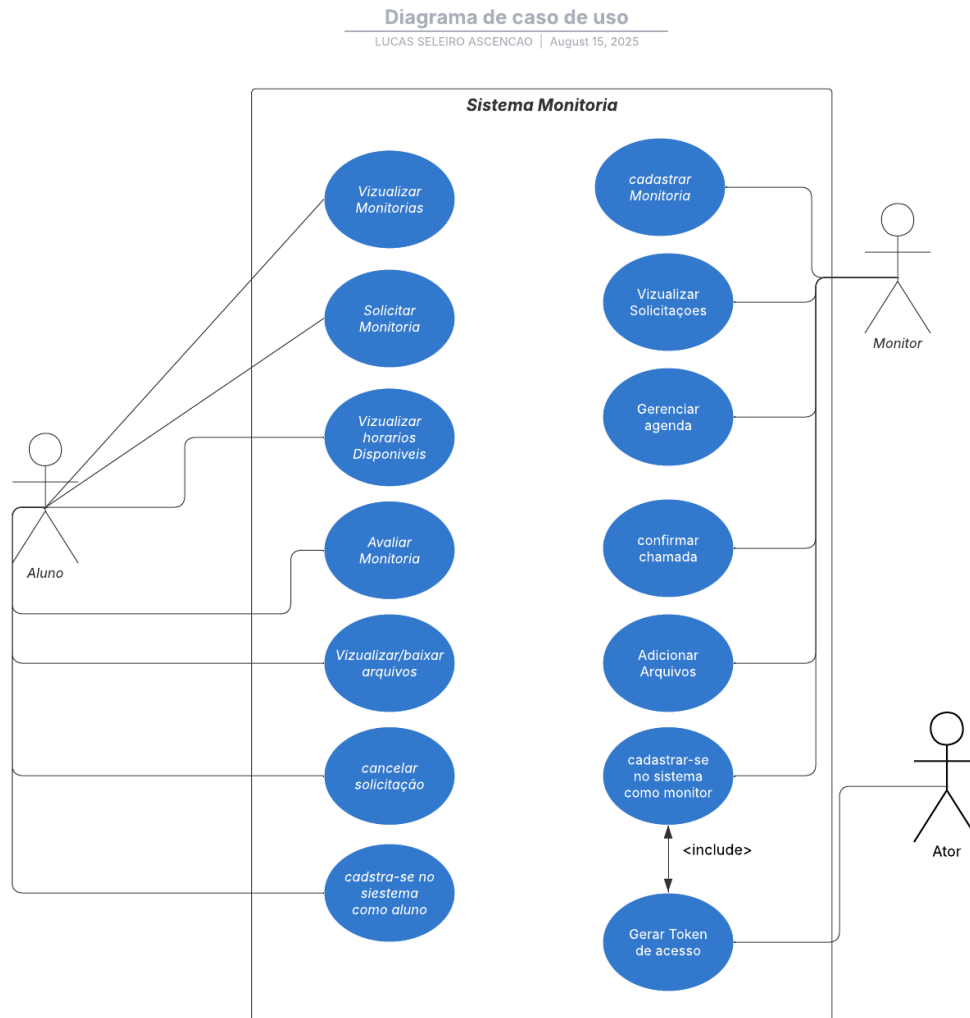 Diagrama de caso de uso
LUCAS SELEIRO ASCENCAO | August 15, 2025
Sistema Monitoria
Vizualizar
Monitorias
Solicitar
Monitoria
Vizualizar
horarios
Disponiveis
Avaliar
Monitoria
Vizualizar/baixar
arquivos
cancelar
solicitação
cadstra-se no
siestema
como aluno
Aluno
cadastrar
Monitoria
Vizualizar
Solicitaçoes
Gerenciar
agenda
confirmar
chamada
Adicionar
Arquivos
cadastrar-se
no sistema
como monitor
<include>
Gerar Token
de acesso
Monitor
Ator